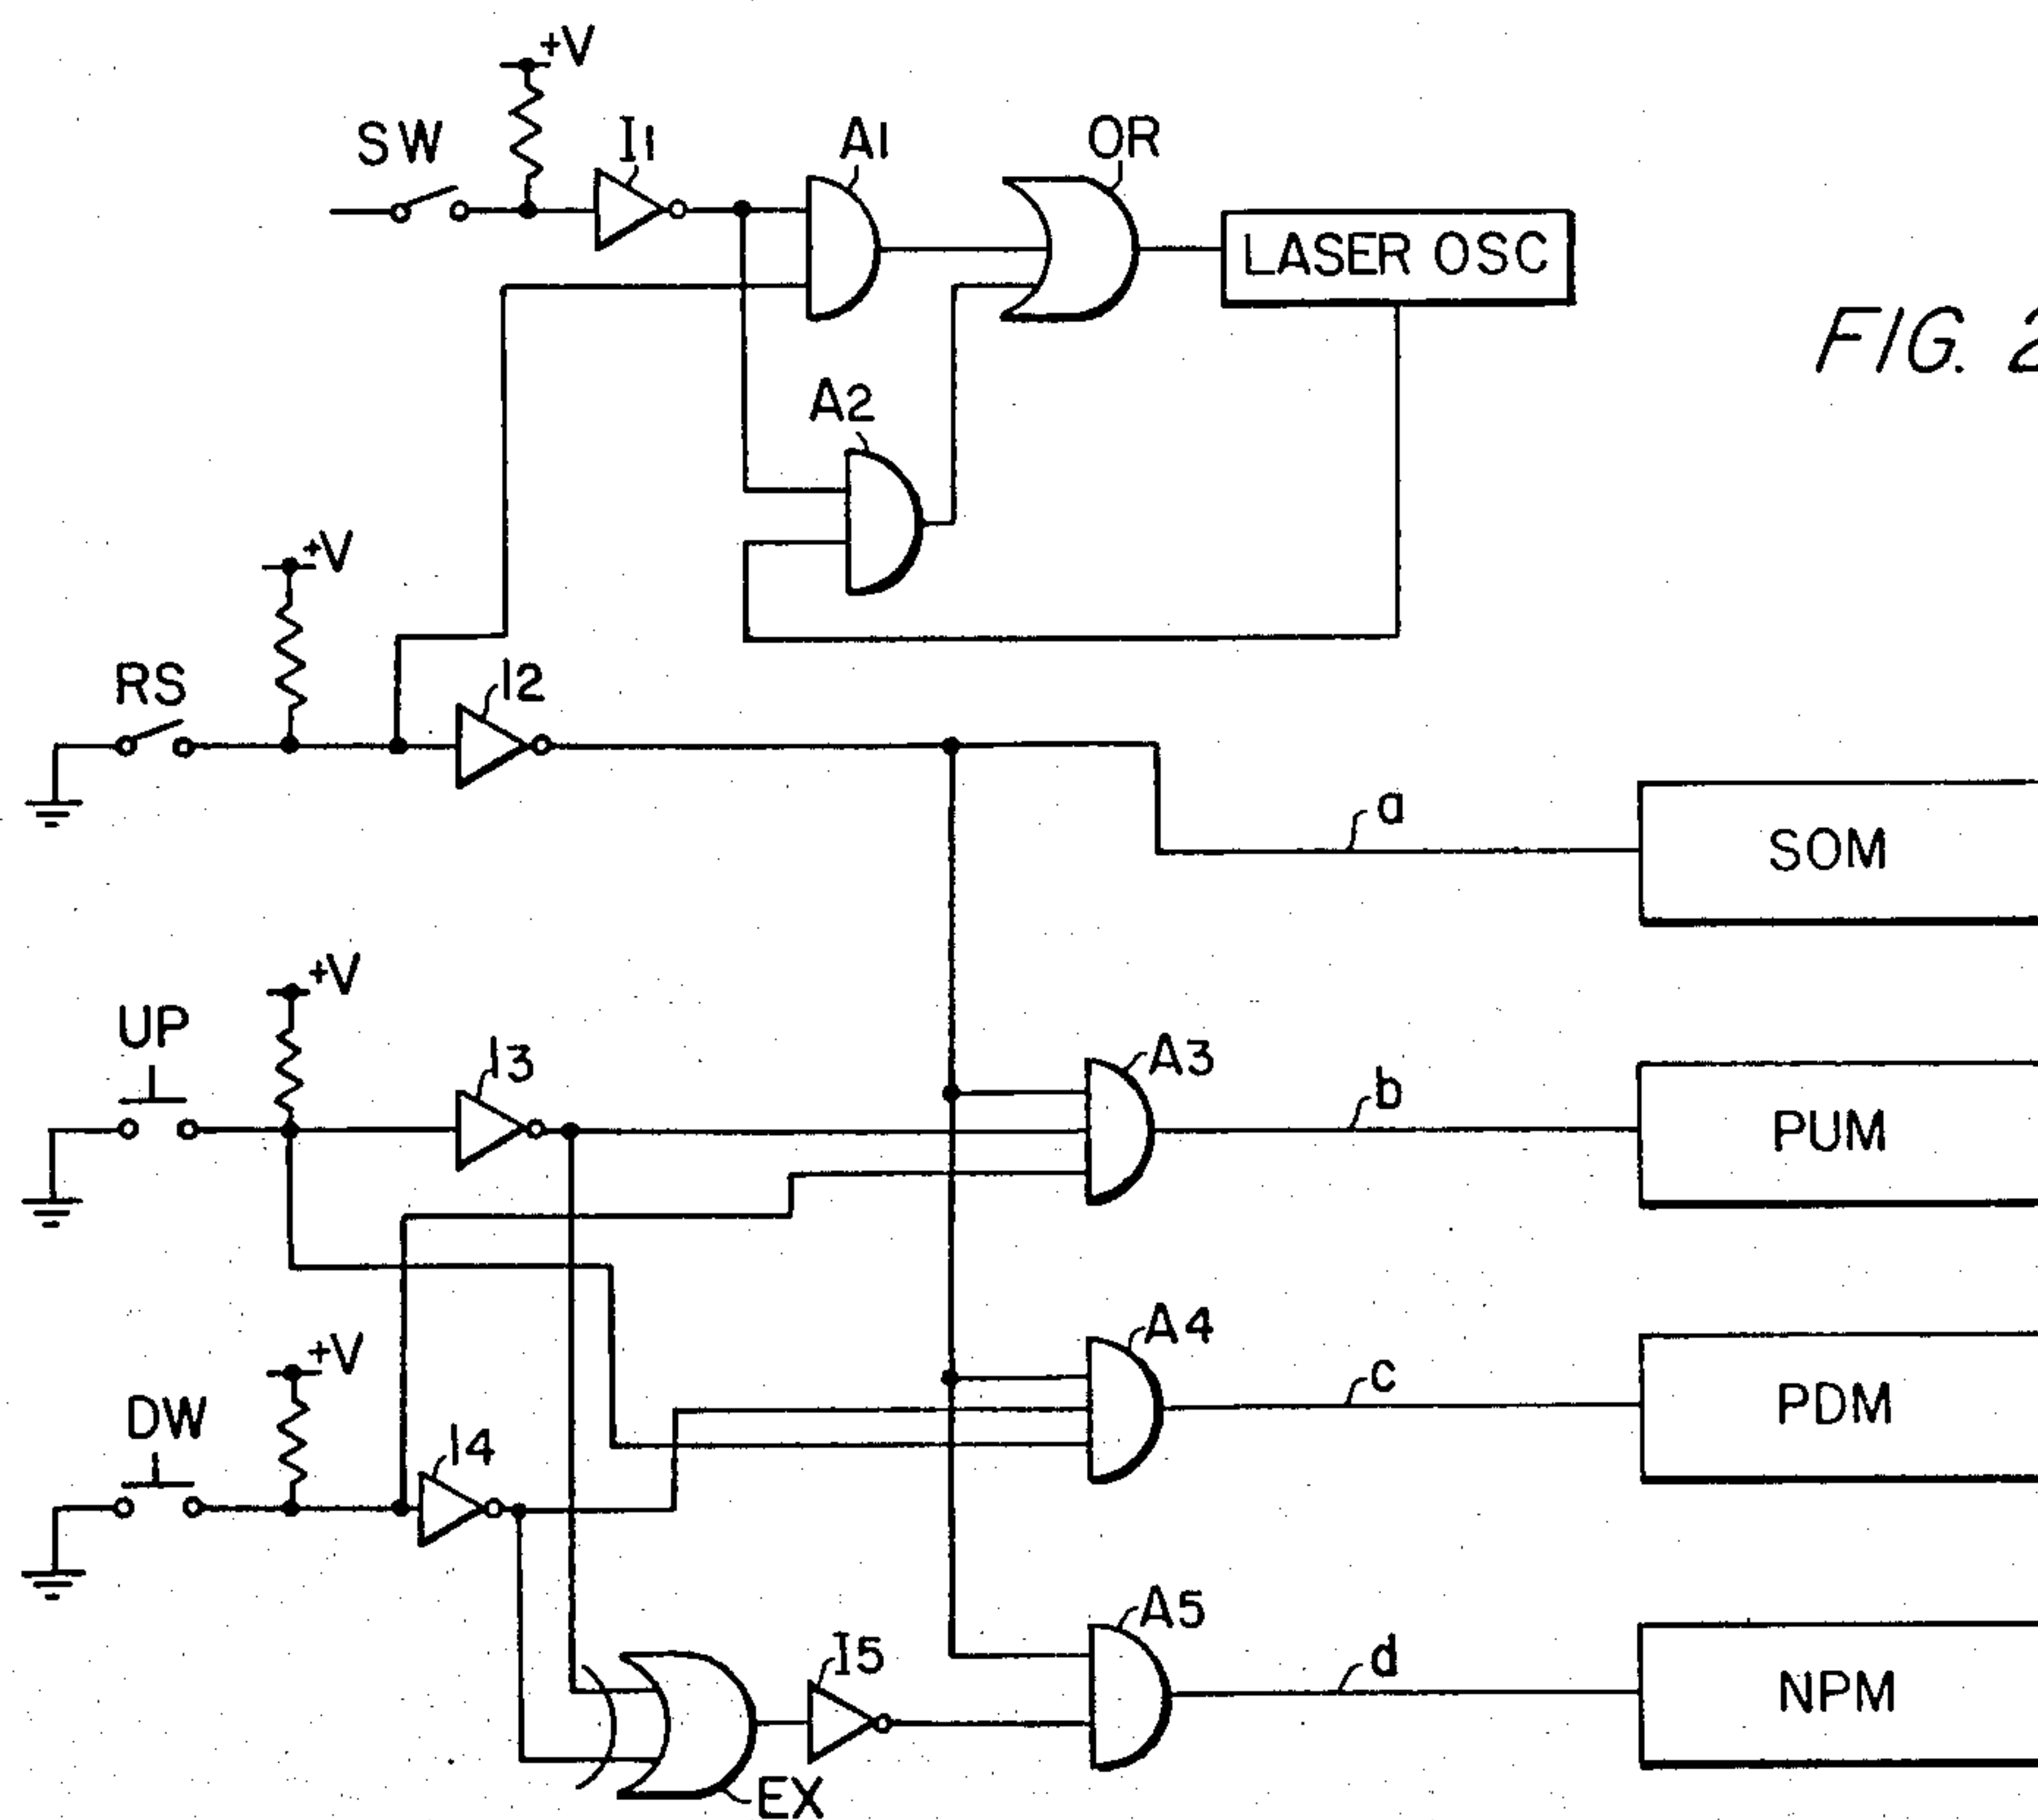 +V
SW
I1
A1
OR
LASER OSC
FIG. 2
A2
+V
RS
I2
a
SOM
+V
UP
I3
A3
b
PUM
+V
DW
I4
A4
c
PDM
A5
I5
d
NPM
EX